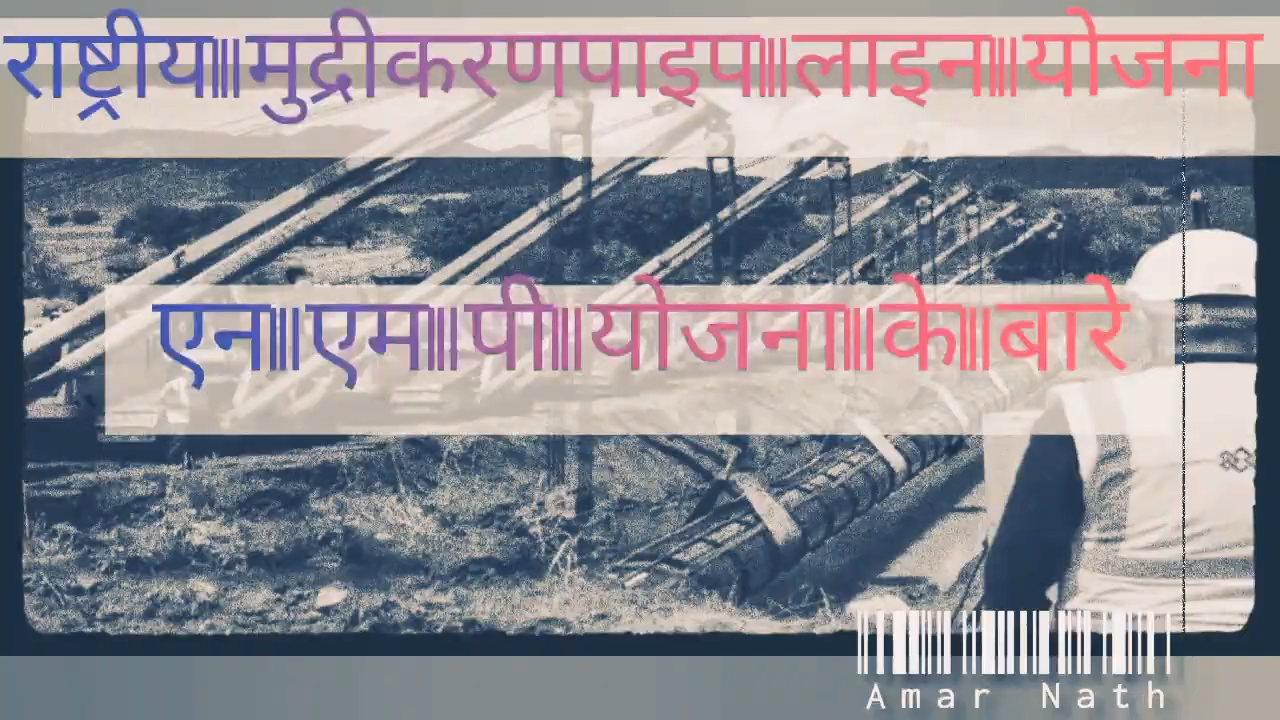 राष्ट्रीय॥मुद्रीकरणपाइप॥लाइन॥योजना
एन॥एम॥पी॥योजना॥के॥बारे
Amar Nath